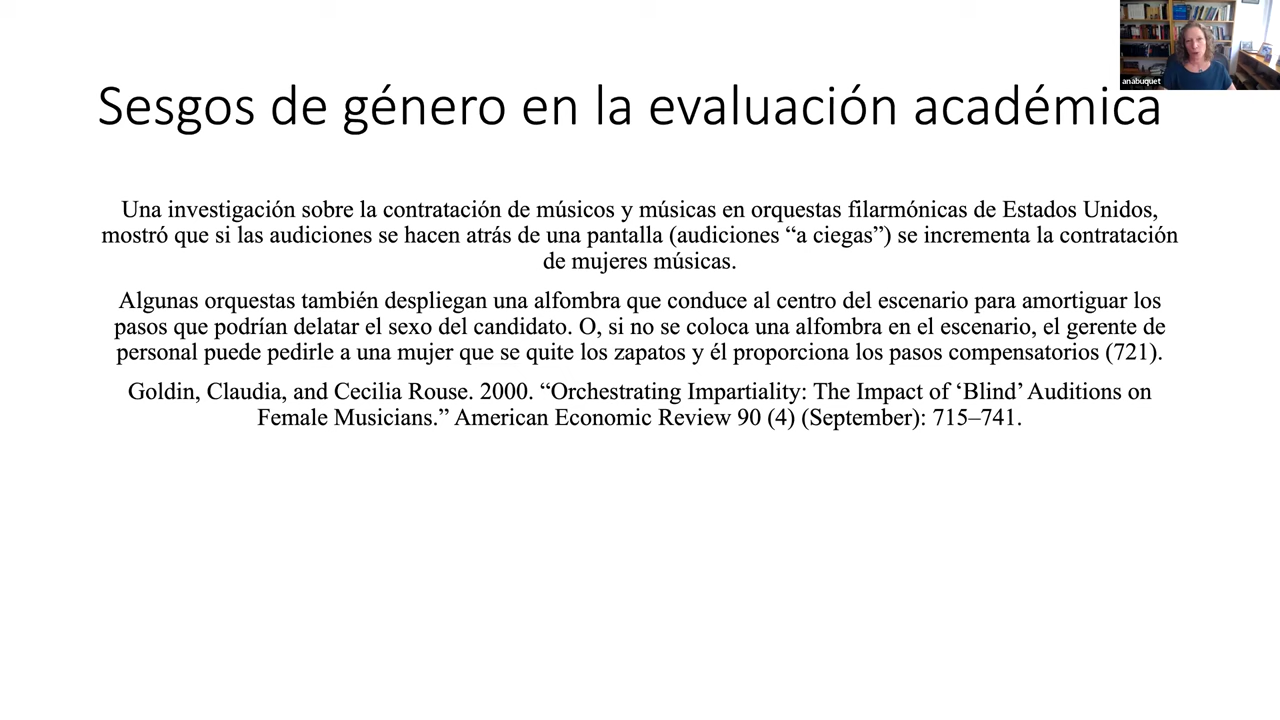 anabuquet
Sesgos de género en la evaluación académica
Una investigación sobre la contratación de músicos y músicas en orquestas filarmónicas de Estados Unidos,
mostró que si las audiciones se hacen atrás de una pantalla (audiciones “a ciegas”) se incrementa la contratación
de mujeres músicas.
Algunas orquestas también despliegan una alfombra que conduce al centro del escenario para amortiguar los
pasos que podrían delatar el sexo del candidato. O, si no se coloca una alfombra en el escenario, el gerente de
personal puede pedirle a una mujer que se quite los zapatos y él proporciona los pasos compensatorios (721).
Goldin, Claudia, and Cecilia Rouse. 2000. “Orchestrating Impartiality: The Impact of ‘Blind’ Auditions on
Female Musicians.” American Economic Review 90 (4) (September): 715–741.